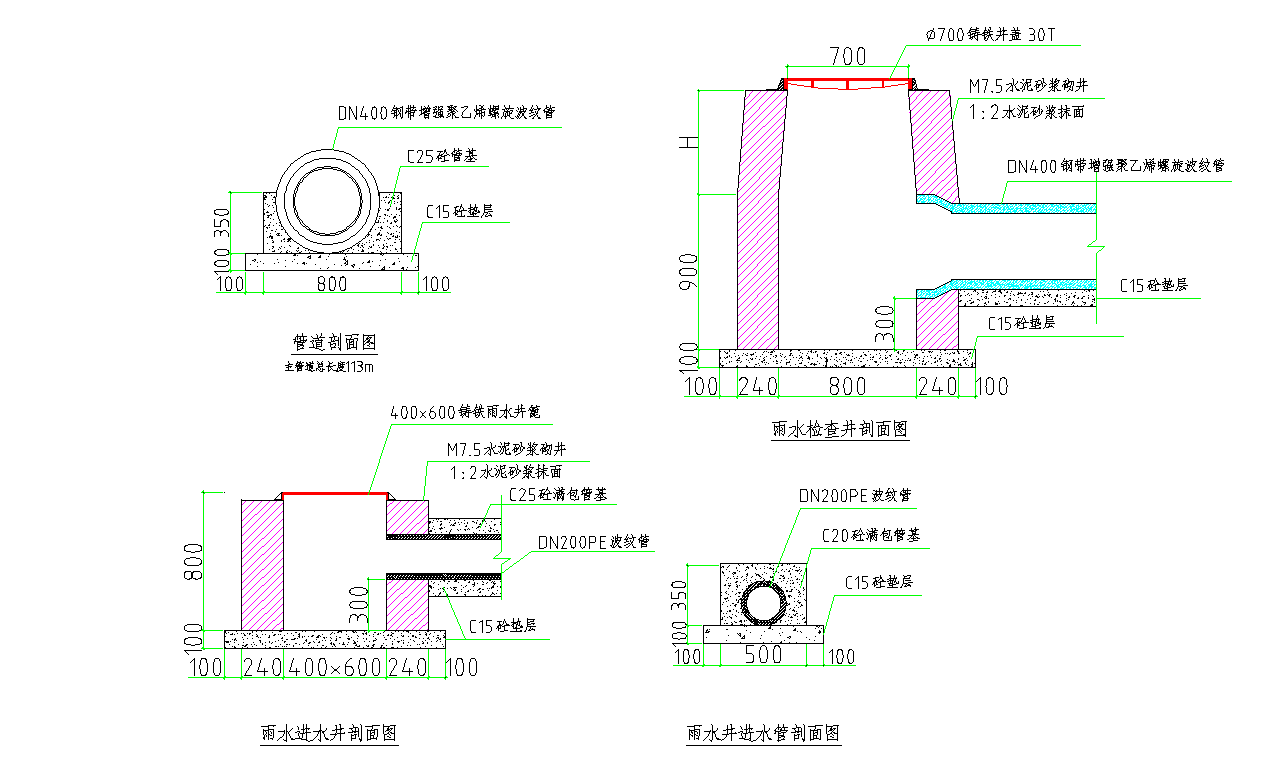 DN400钢带增强聚乙烯螺旋波纹管
C25砼管基
C15砼垫层
350
100
100
800
100
管道剖面图
主管道总长度113m
Ø700铸铁井盖 30T
700
M7.5水泥砂浆砌井
1:2水泥砂浆抹面
H
DN400钢带增强聚乙烯螺旋波纹管
900
C15砼垫层
300
C15砼垫层
100
100
240
800
240
100
雨水检查井剖面图
400×600铸铁雨水井篦
M7.5水泥砂浆砌井
1:2水泥砂浆抹面
C25砼满包管基
DN200PE波纹管
800
300
C15砼垫层
100
100
240
400×600
240
100
雨水进水井剖面图
DN200PE波纹管
C20砼满包管基
C15砼垫层
350
100
100
500
100
雨水井进水管剖面图